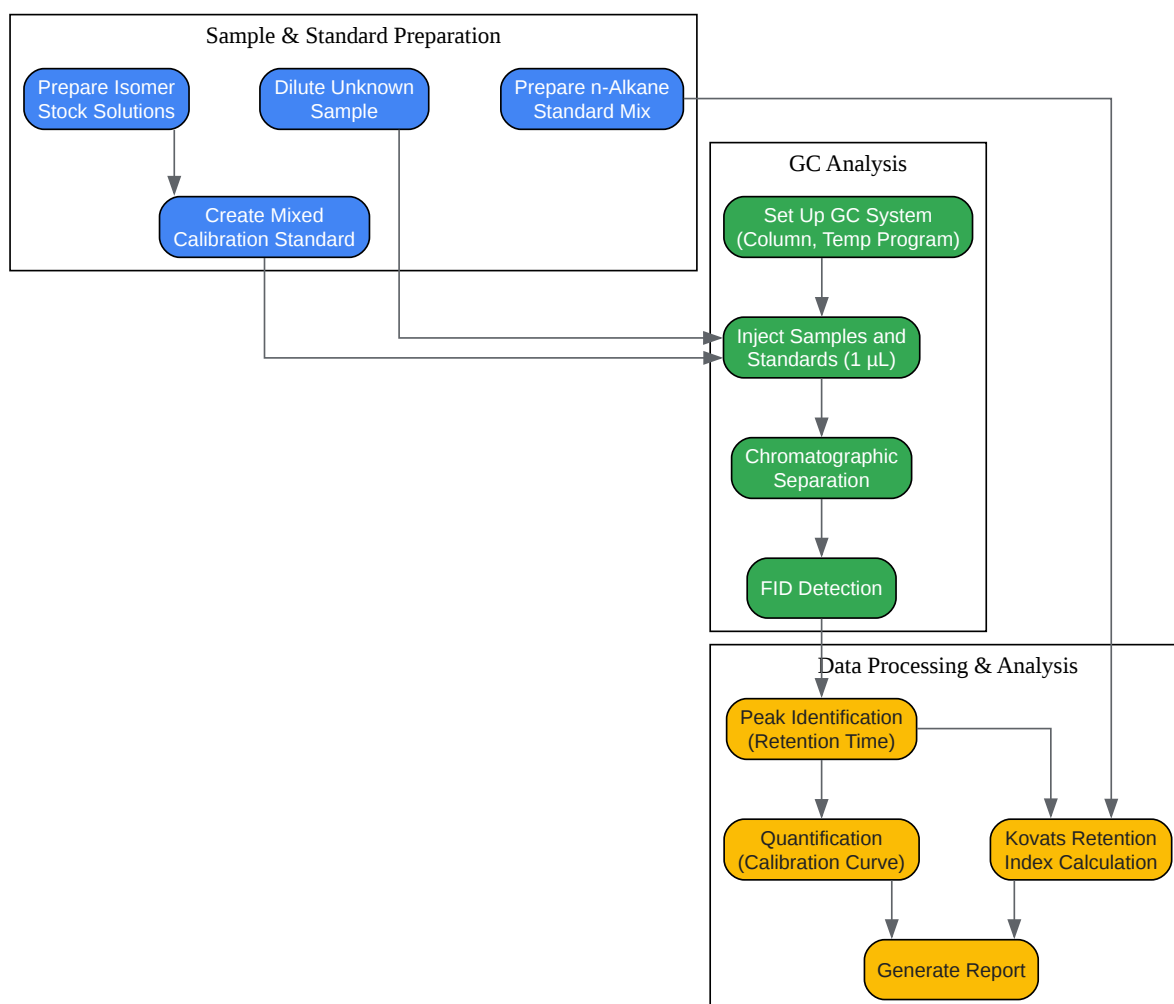 Sample & Standard Preparation
Prepare Isomer
Stock Solutions
Dilute Unknown
Sample
Prepare n-Alkane
Standard Mix
Create Mixed
Calibration Standard
GC Analysis
Set Up GC System
(Column, Temp Program)
Inject Samples and
Standards (1 µL)
Chromatographic
Separation
FID Detection
Data Processing & Analysis
Peak Identification
(Retention Time)
Quantification
(Calibration Curve)
Kovats Retention
Index Calculation
Generate Report